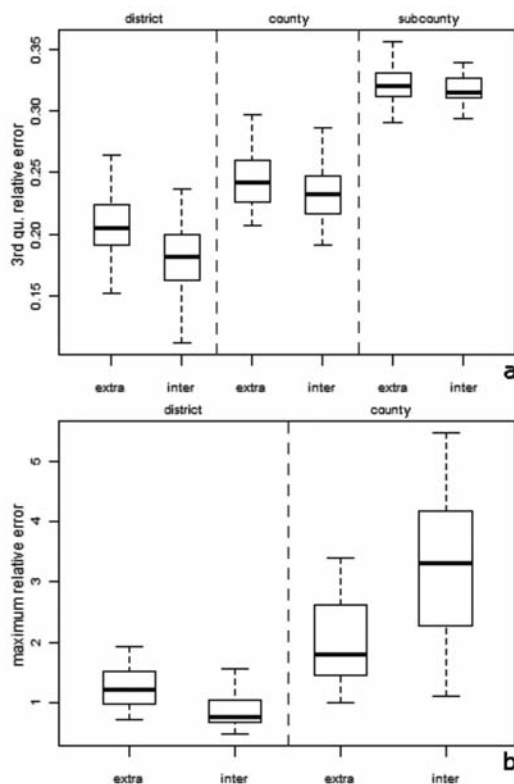 district county subcounty
3rd qu. relative error
0.35
0.30
0.25
0.20
0.15
extra inter extra inter extra inter
a
district county
maximum relative error
5
4
3
2
1
extra inter extra inter
b